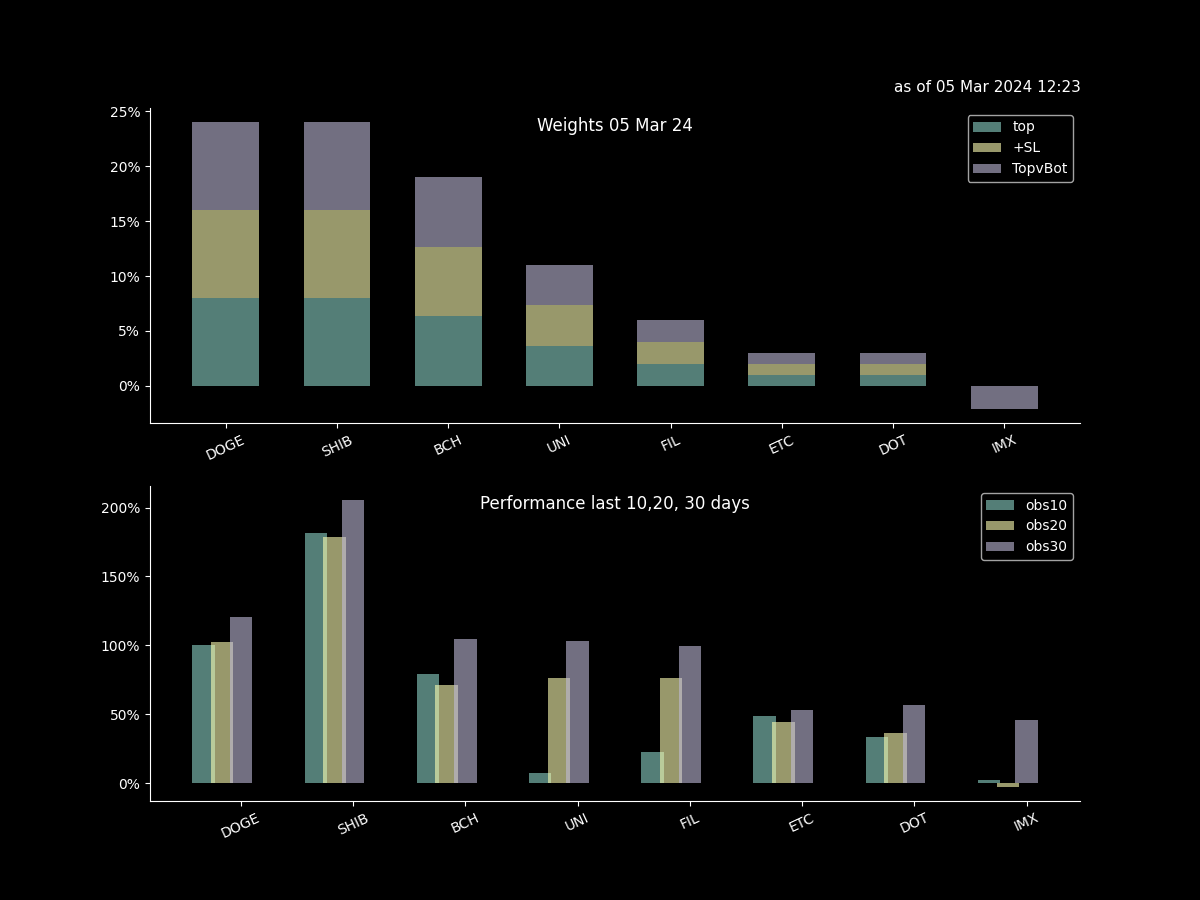 as of 05 Mar 2024 12:23
Weights 05 Mar 24
25%
20%
15%
10%
5%
0%
top
+SL
TopvBot
DOGE SHIB BCH UNI FIL ETC DOT IMX
Performance last 10,20, 30 days
200%
150%
100%
50%
0%
obs10
obs20
obs30
DOGE SHIB BCH UNI FIL ETC DOT IMX